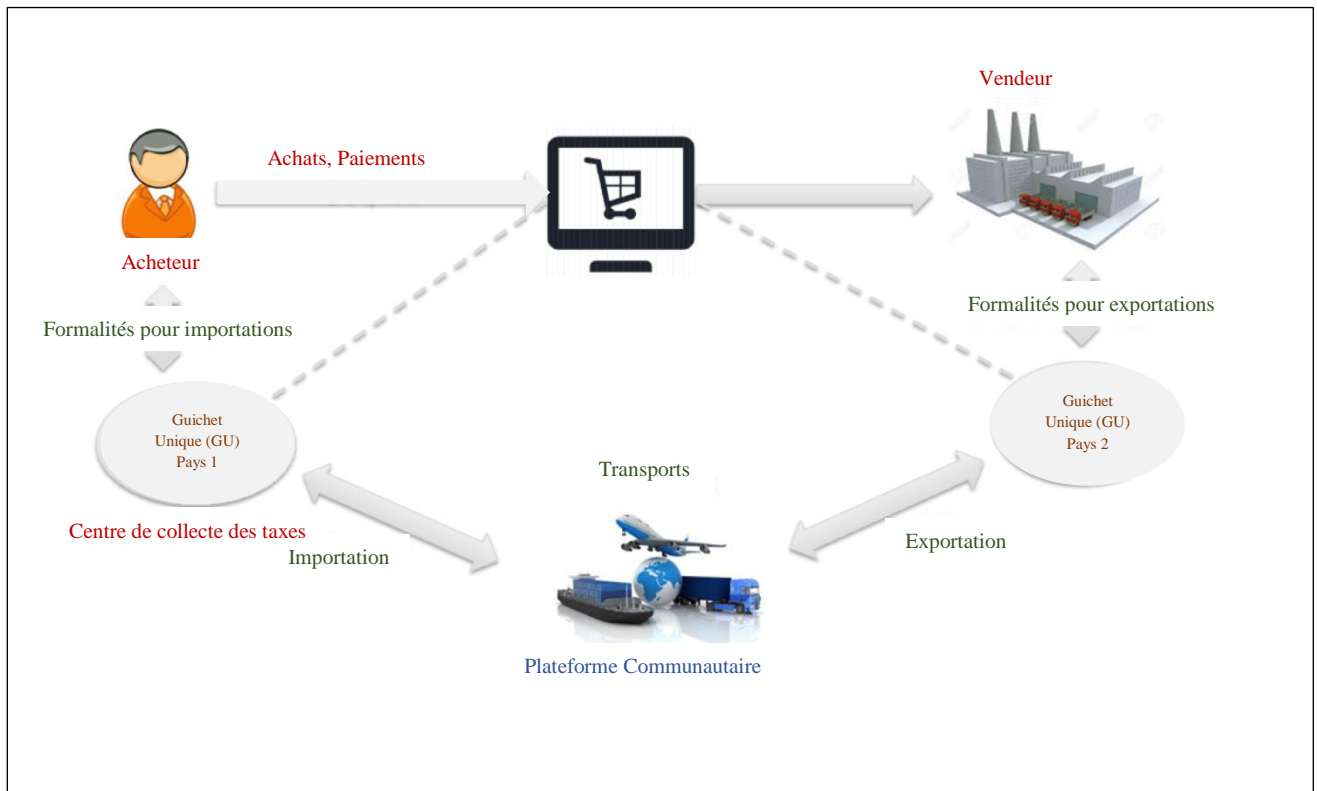 Vendeur
Achats, Paiements
Acheteur
Formalités pour importations
Formalités pour exportations
Guichet
Unique (GU)
Pays 1
Guichet
Unique (GU)
Pays 2
Transports
Centre de collecte des taxes
Importation
Exportation
Plateforme Communautaire